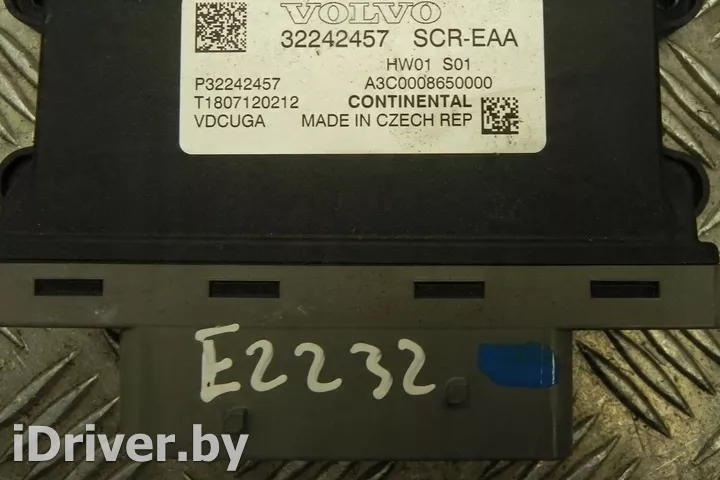 VOLVO
32242457 SCR-EAA
HW01 S01
P32242457 A3C0008650000
T1807120212 CONTINENTAL
VDCUGA MADE IN CZECH REP
E2232
iDriver.by